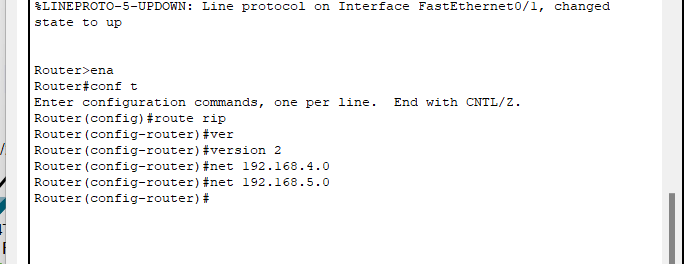 %LINEPROTO-5-UPDOWN: Line protocol on Interface FastEthernet0/1, changed
state to up
Router>ena
Router#conf t
Enter configuration commands, one per line.  End with CNTL/Z.
Router(config)#route rip
Router(config-router)#ver
Router(config-router)#version 2
Router(config-router)#net 192.168.4.0
Router(config-router)#net 192.168.5.0
Router(config-router)#